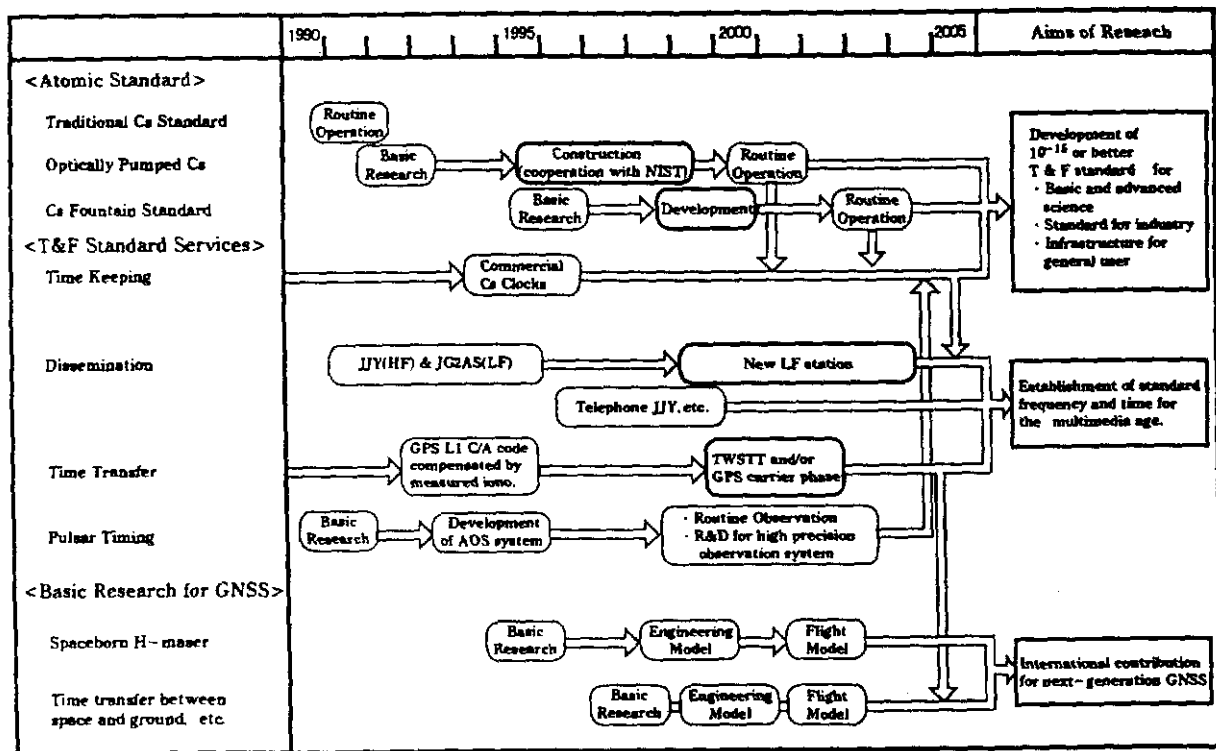 1990 1995 2000 2005 Aims of Reseach
<Atomic Standard>
Traditional Cs Standard
Routine
Operation
Optically Pumped Cs
Basic
Research
Construction
cooperation with NIST)
Routine
Operation
Cs Fountain Standard
Basic
Research
Development
Routine
Operation
Development of
10⁻¹⁵ or better
T & F standard for
・Basic and advanced
science
・Standard for industry
・Infrastructure for
general user
<T&F Standard Services>
Time Keeping
Commercial
Cs Clocks
Dissemination
JJY(HF) & JG2AS(LF)
New LF station
Telephone JJY, etc.
Establishment of standard
frequency and time for
the multimedia age.
Time Transfer
GPS L1 C/A code
compensated by
measured iono.
TWSTT and/or
GPS carrier phase
Pulsar Timing
Basic
Research
Development
of AOS system
・Routine Observation
・R&D for high precision
observation system
<Basic Research for GNSS>
Spaceborn H-maser
Basic
Research
Engineering
Model
Flight
Model
Time transfer between
space and ground, etc.
Basic
Research
Engineering
Model
Flight
Model
International contribution
for next-generation GNSS